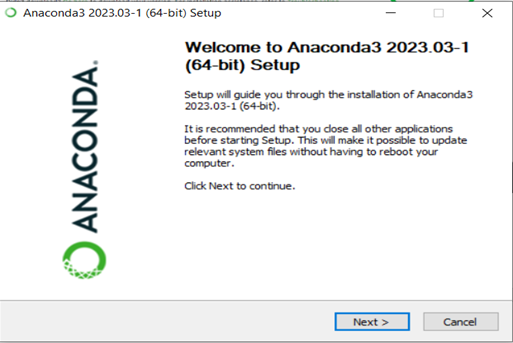 Anaconda3 2023.03-1 (64-bit) Setup
Welcome to Anaconda3 2023.03-1
(64-bit) Setup
Setup will guide you through the installation of Anaconda3
2023.03-1 (64-bit).
It is recommended that you close all other applications
before starting Setup. This will make it possible to update
relevant system files without having to reboot your
computer.
Click Next to continue.
ANACONDA.
Next >
Cancel